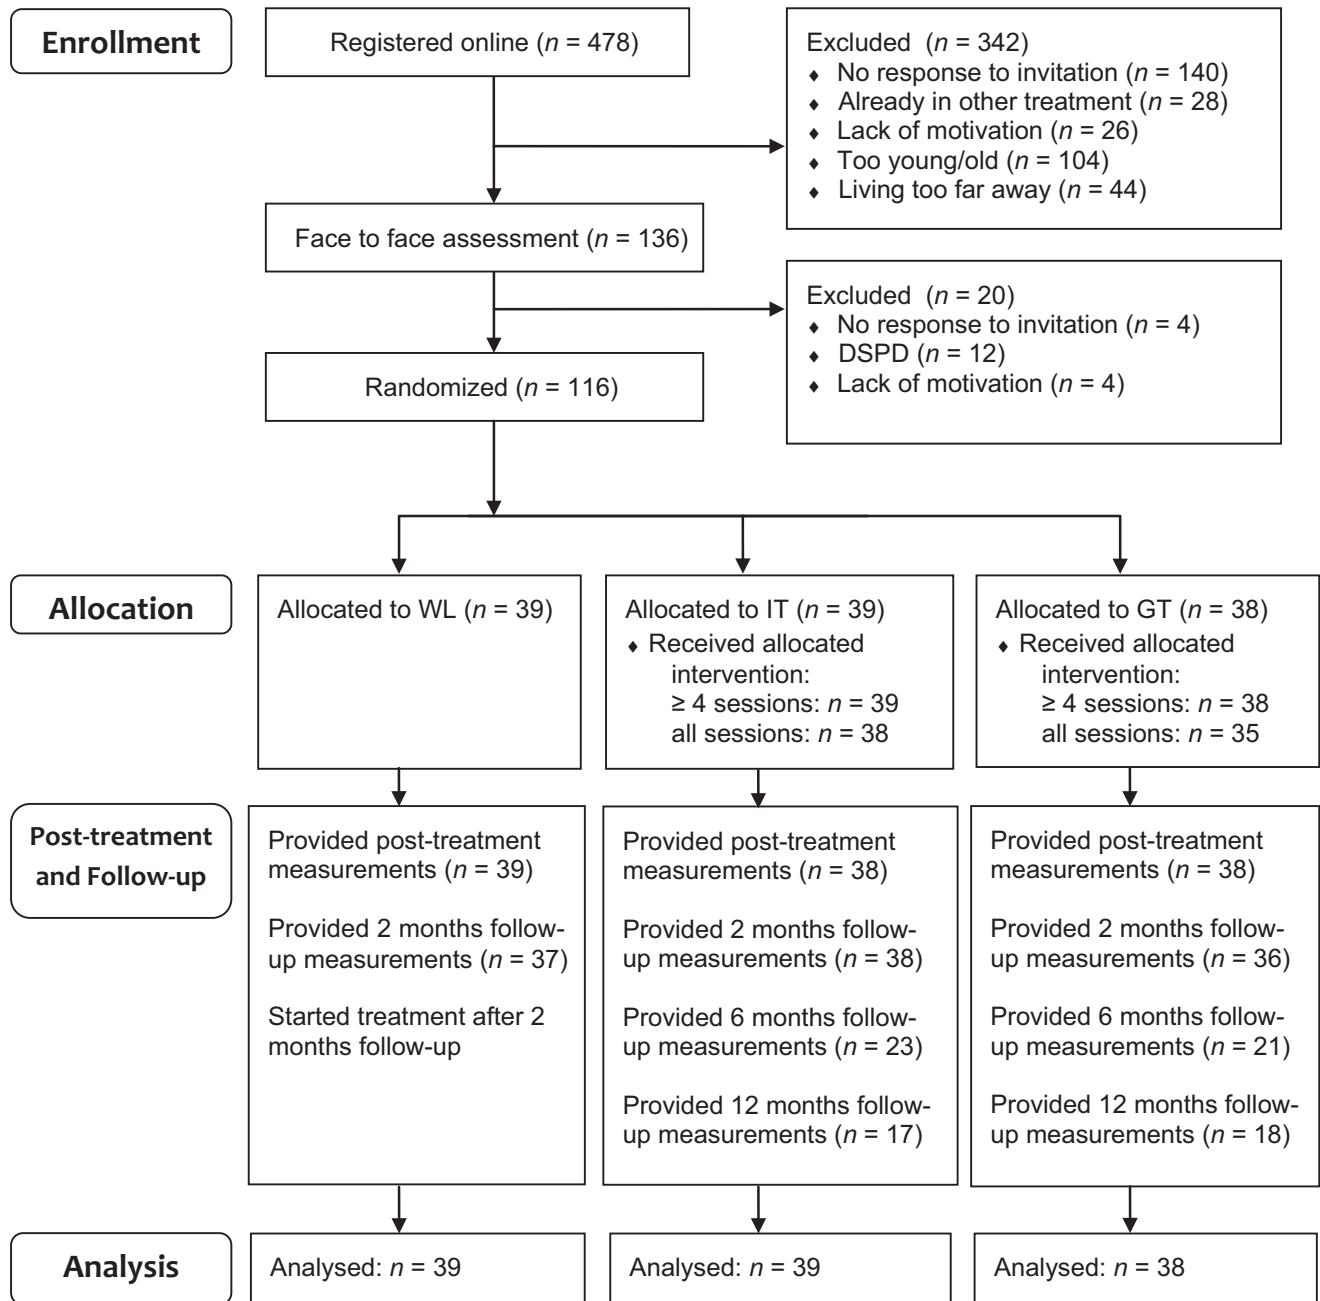 Enrollment
Registered online (n = 478)
Excluded (n = 342)
♦ No response to invitation (n = 140)
♦ Already in other treatment (n = 28)
♦ Lack of motivation (n = 26)
♦ Too young/old (n = 104)
♦ Living too far away (n = 44)
Face to face assessment (n = 136)
Excluded (n = 20)
♦ No response to invitation (n = 4)
♦ DSPD (n = 12)
♦ Lack of motivation (n = 4)
Randomized (n = 116)
Allocation
Allocated to WL (n = 39)
Allocated to IT (n = 39)
♦ Received allocated
intervention:
≥ 4 sessions: n = 39
all sessions: n = 38
Allocated to GT (n = 38)
♦ Received allocated
intervention:
≥ 4 sessions: n = 38
all sessions: n = 35
Post-treatment
and Follow-up
Provided post-treatment
measurements (n = 39)
Provided 2 months follow-
up measurements (n = 37)
Started treatment after 2
months follow-up
Provided post-treatment
measurements (n = 38)
Provided 2 months follow-
up measurements (n = 38)
Provided 6 months follow-
up measurements (n = 23)
Provided 12 months follow-
up measurements (n = 17)
Provided post-treatment
measurements (n = 38)
Provided 2 months follow-
up measurements (n = 36)
Provided 6 months follow-
up measurements (n = 21)
Provided 12 months follow-
up measurements (n = 18)
Analysis
Analysed: n = 39
Analysed: n = 39
Analysed: n = 38